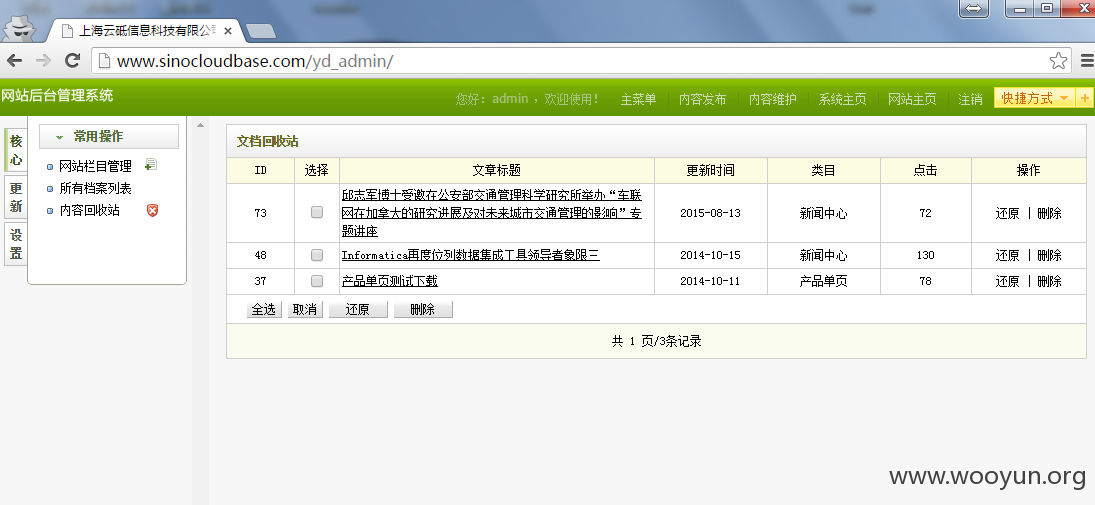 上海云砥信息科技有限公司
www.sinocloudbase.com/yd_admin/
网站后台管理系统
您好：admin ，欢迎使用！ 主菜单 内容发布 内容维护 系统主页 网站主页 注销 快捷方式 +
核心
更新
设置
常用操作
网站栏目管理
所有档案列表
内容回收站
文档回收站
ID 选择 文章标题 更新时间 类目 点击 操作
73 邱志军博士受邀在公安部交通管理科学研究所举办“车联
网在加拿大的研究进展及对未来城市交通管理的影响”专
题讲座 2015-08-13 新闻中心 72 还原 | 删除
48 Informatica再度位列数据集成工具领导者象限三 2014-10-15 新闻中心 130 还原 | 删除
37 产品单页测试下载 2014-10-11 产品单页 78 还原 | 删除
全选 取消 还原 删除
共 1 页/3条记录
www.wooyun.org